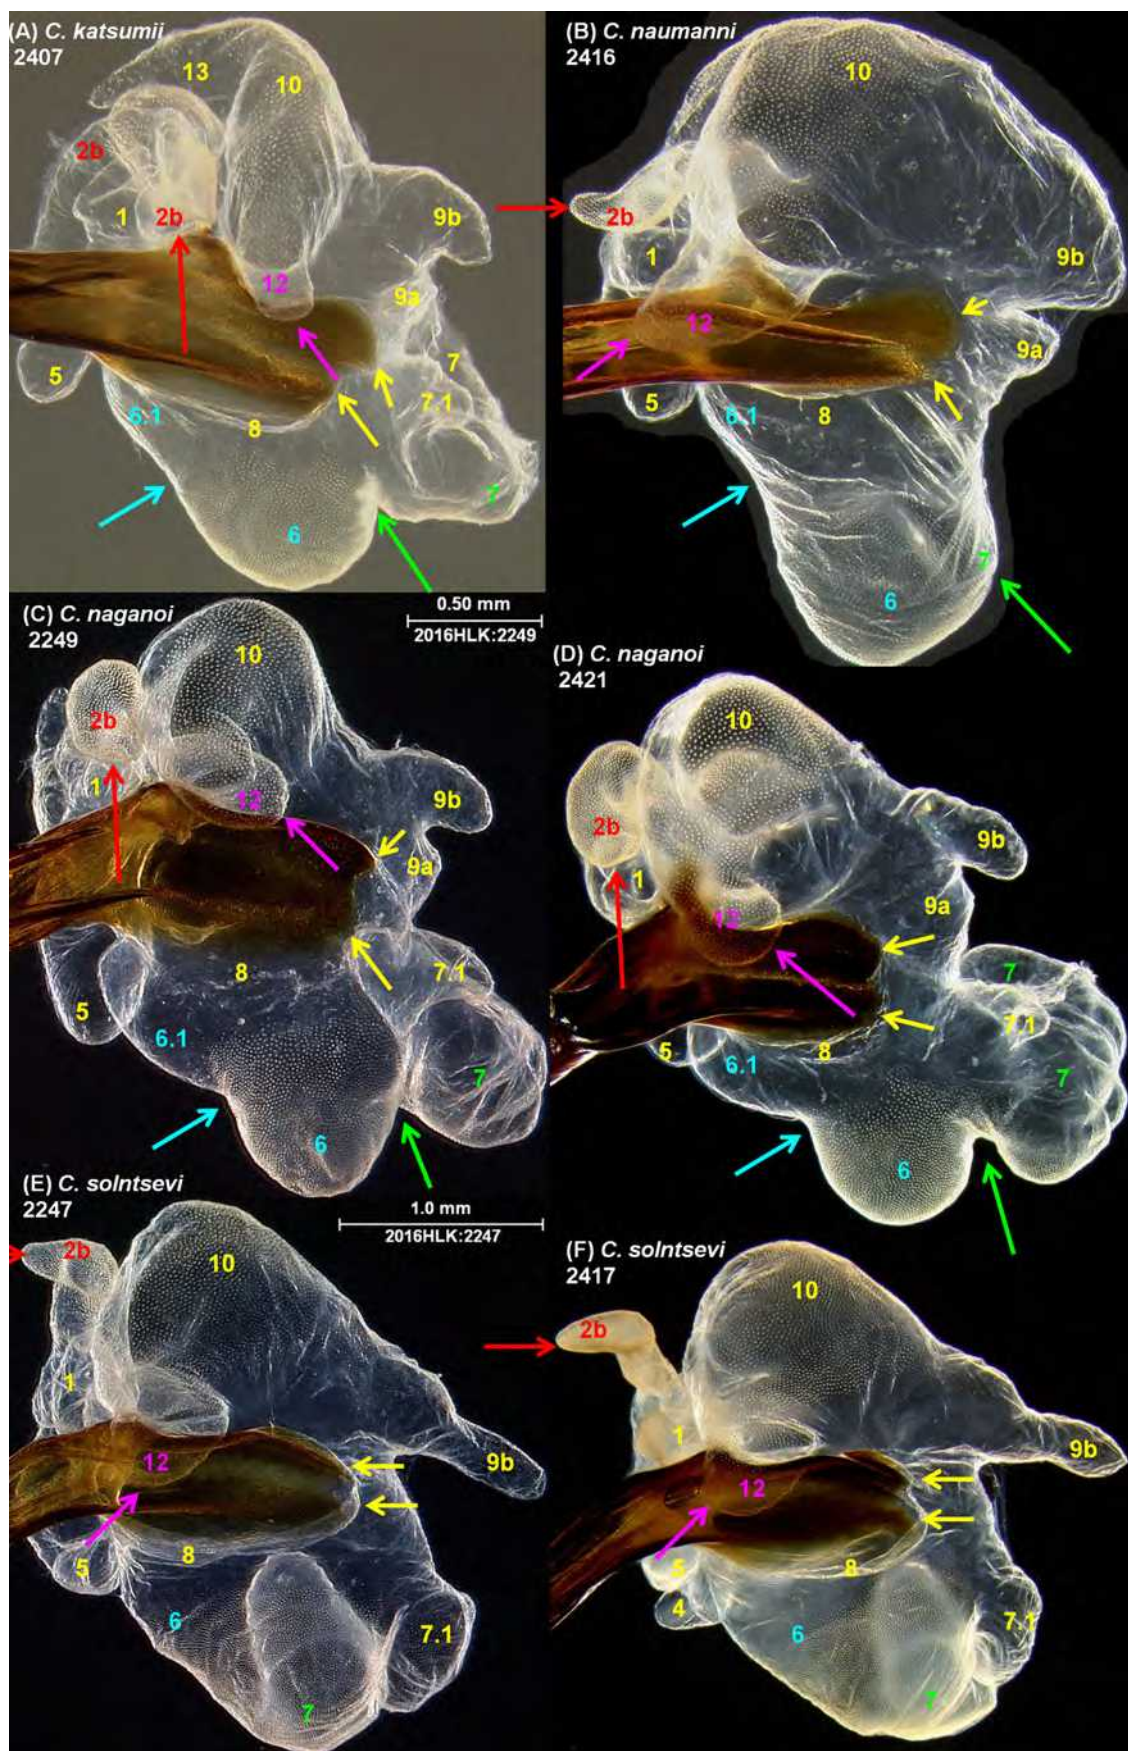 (A) C. katsumii
2407
13
10
2b
1
2b
9b
12
9a
7
5
7.1
6.1
8
7
6
0.50 mm
2016HLK:2249
(B) C. naumanni
2416
10
2b
1
9b
12
9a
5
6.1
8
7
6
(C) C. naganoi
2249
10
2b
1
12
9b
9a
8
7.1
5
6.1
7
6
1.0 mm
2016HLK:2247
(D) C. naganoi
2421
10
2b
9b
1
12
9a
7
7.1
5
6.1
8
7
6
(E) C. solntsevi
2247
2b
10
1
12
9b
5
8
6
7.1
7
(F) C. solntsevi
2417
10
2b
1
9b
12
5
8
4
7.1
6
7